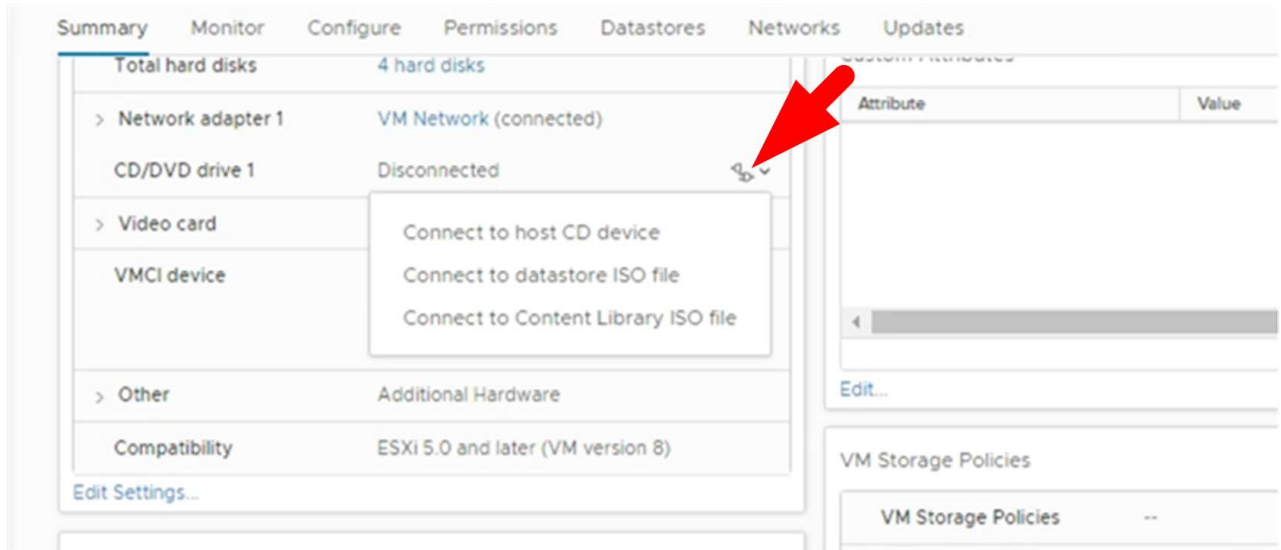 Summary Monitor Configure Permissions Datastores Networks Updates
Total hard disks 4 hard disks
Network adapter 1 VM Network (connected)
CD/DVD drive 1 Disconnected
Video card
VMCI device
Connect to host CD device
Connect to datastore ISO file
Connect to Content Library ISO file
Other Additional Hardware
Compatibility ESXi 5.0 and later (VM version 8)
Edit Settings...
Custom Attributes
Attribute Value
Edit...
VM Storage Policies
VM Storage Policies --